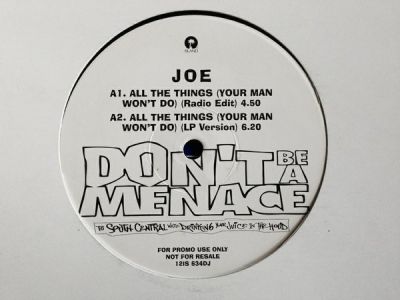 ISLAND
JOE
A1. ALL THE THINGS (YOUR MAN
WON'T DO) (Radio Edit) 4.50
A2. ALL THE THINGS (YOUR MAN
WON'T DO) (LP Version) 6.20
DON'T BE A
MENACE
TO SOUTH CENTRAL WHILE DRINKING YOUR JUICE IN THE HOOD
FOR PROMO USE ONLY
NOT FOR RESALE
12IS 634DJ